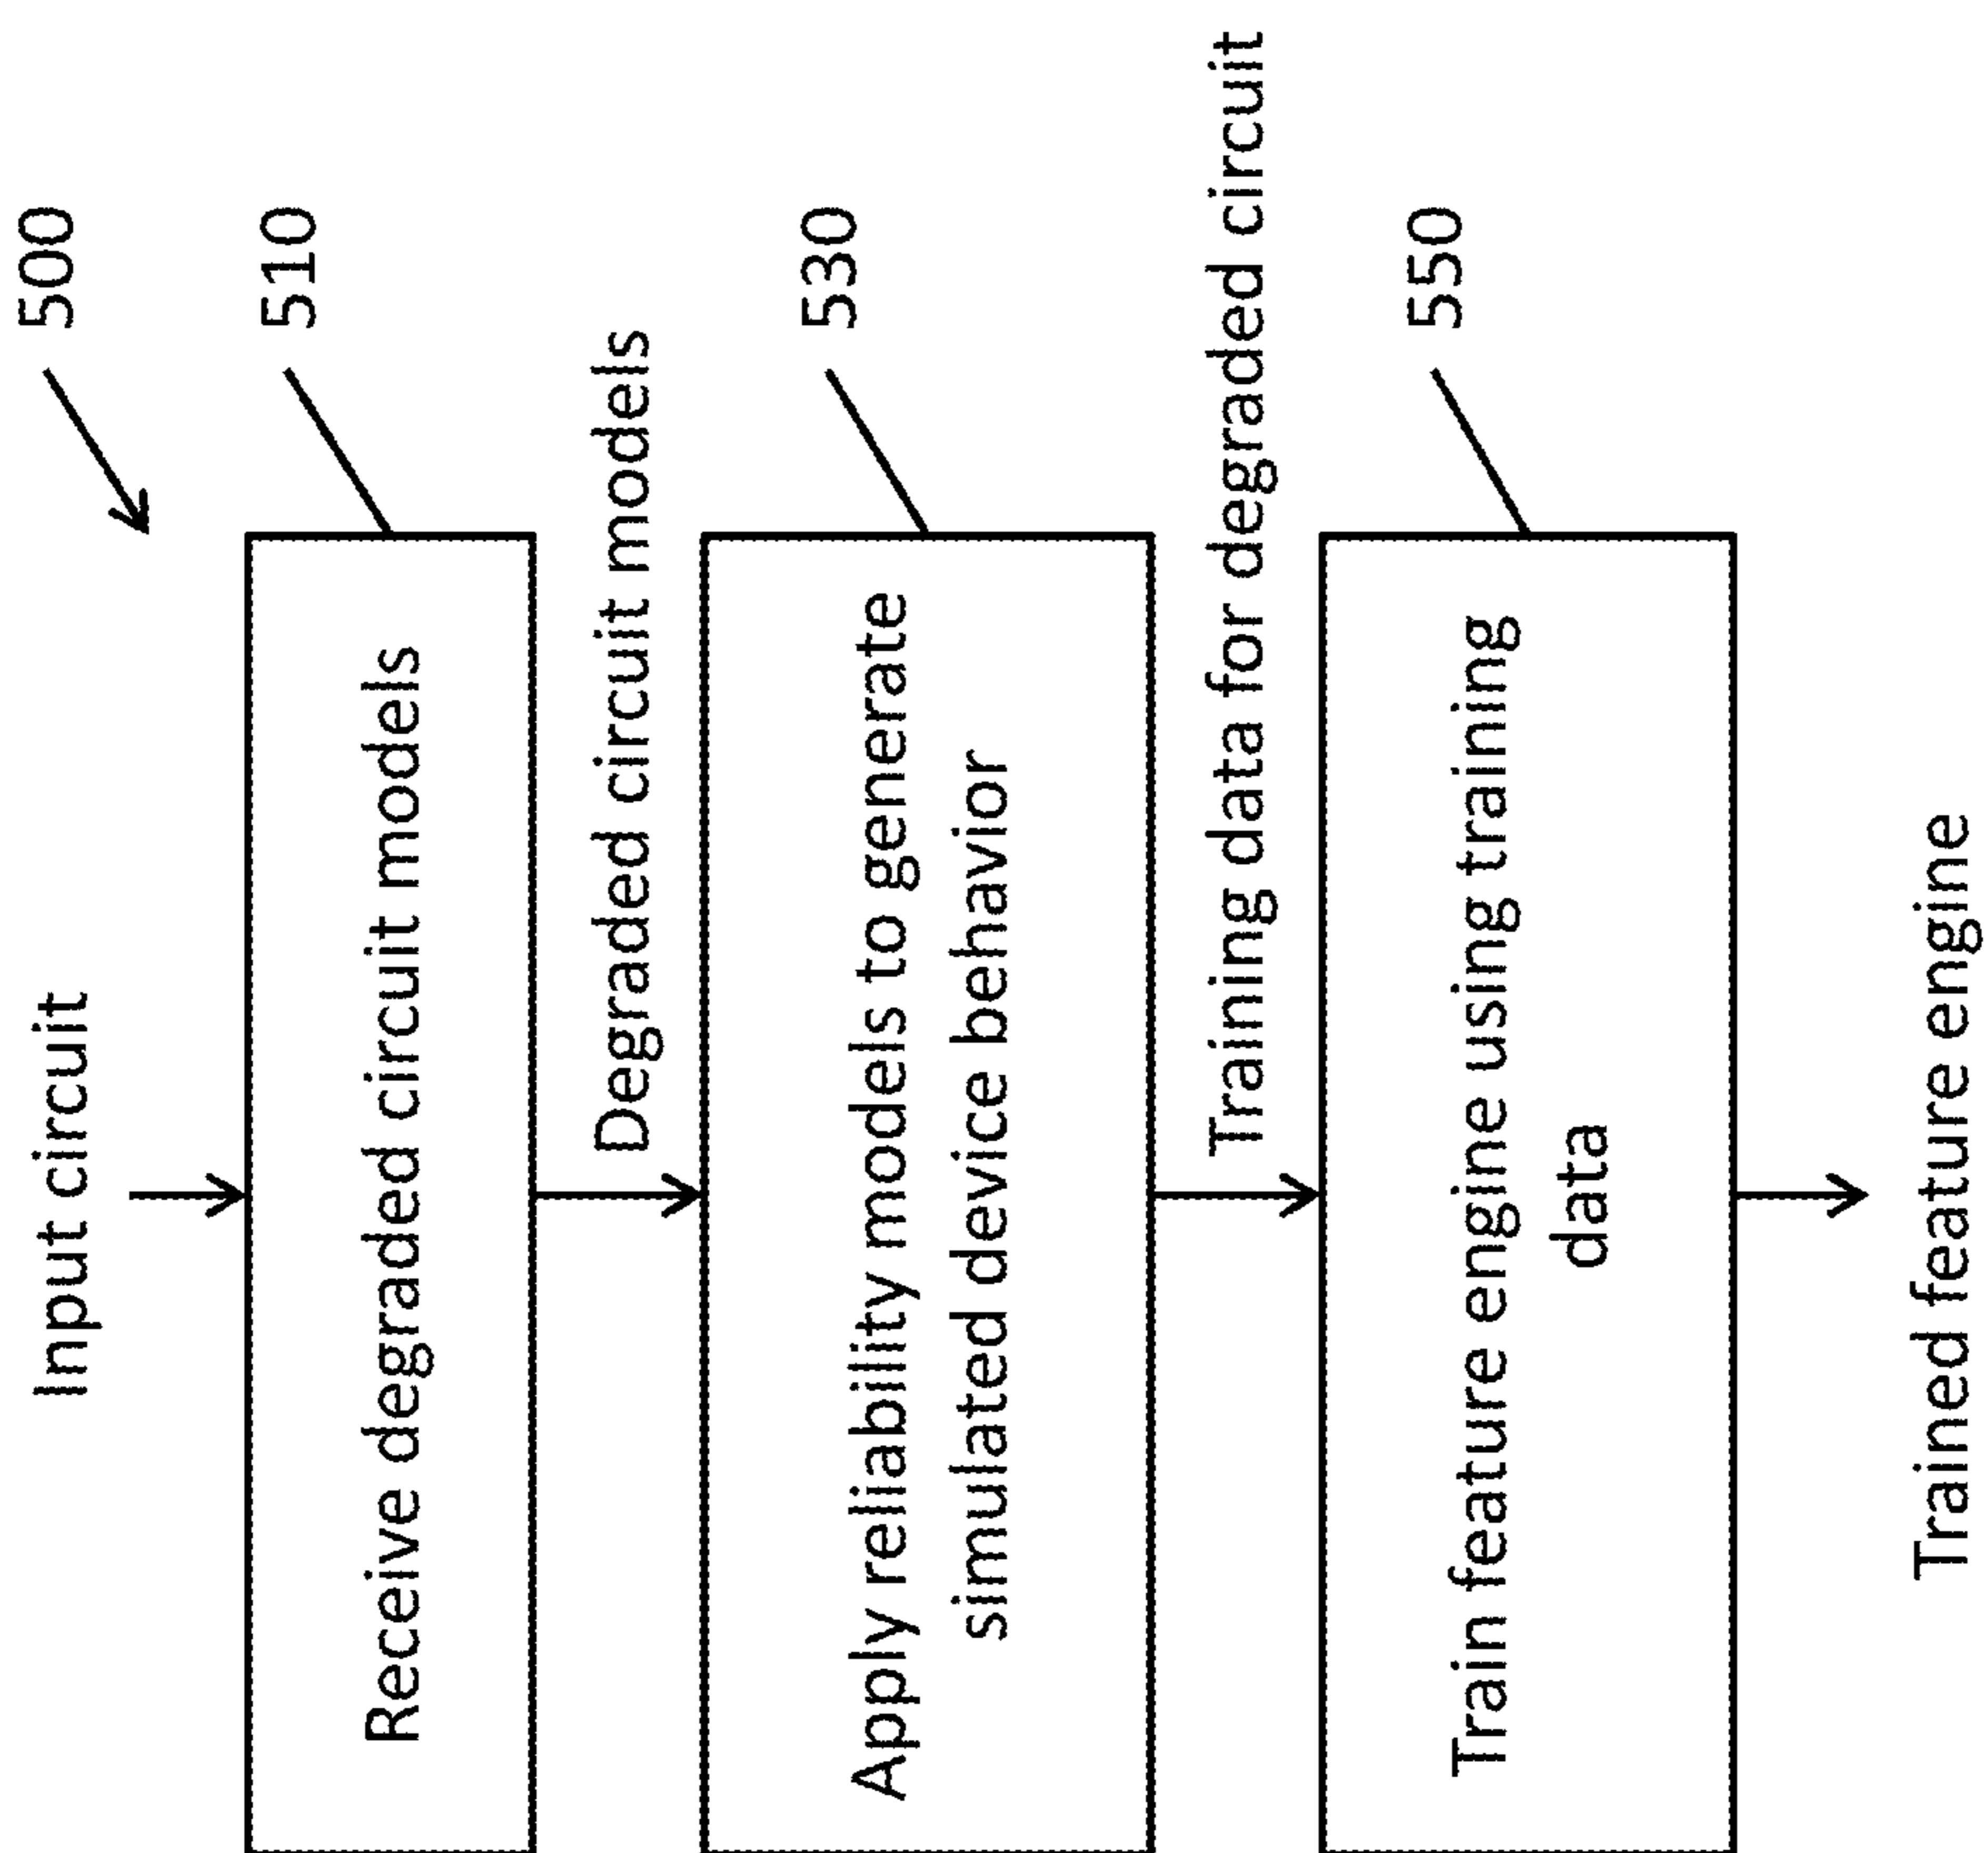 500
Input circuit
510
Receive degraded circuit models
Degraded circuit models
530
Apply reliability models to generate
simulated device behavior
Training data for degraded circuit
550
Train feature engine using training
data
Trained feature engine